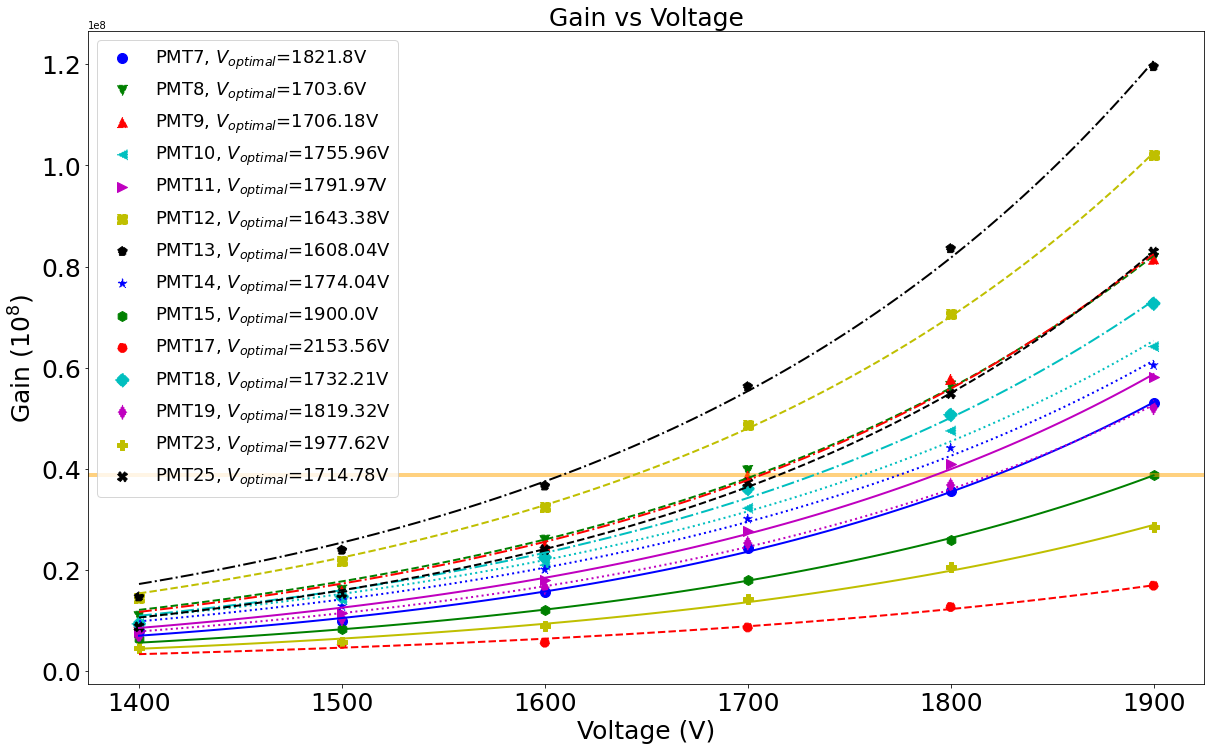 Gain vs Voltage
1e8
PMT7, V_optimal=1821.8V
PMT8, V_optimal=1703.6V
PMT9, V_optimal=1706.18V
PMT10, V_optimal=1755.96V
PMT11, V_optimal=1791.97V
PMT12, V_optimal=1643.38V
PMT13, V_optimal=1608.04V
PMT14, V_optimal=1774.04V
PMT15, V_optimal=1900.0V
PMT17, V_optimal=2153.56V
PMT18, V_optimal=1732.21V
PMT19, V_optimal=1819.32V
PMT23, V_optimal=1977.62V
PMT25, V_optimal=1714.78V
1.2
1.0
0.8
0.6
0.4
0.2
0.0
Gain (10^8)
1400 1500 1600 1700 1800 1900
Voltage (V)